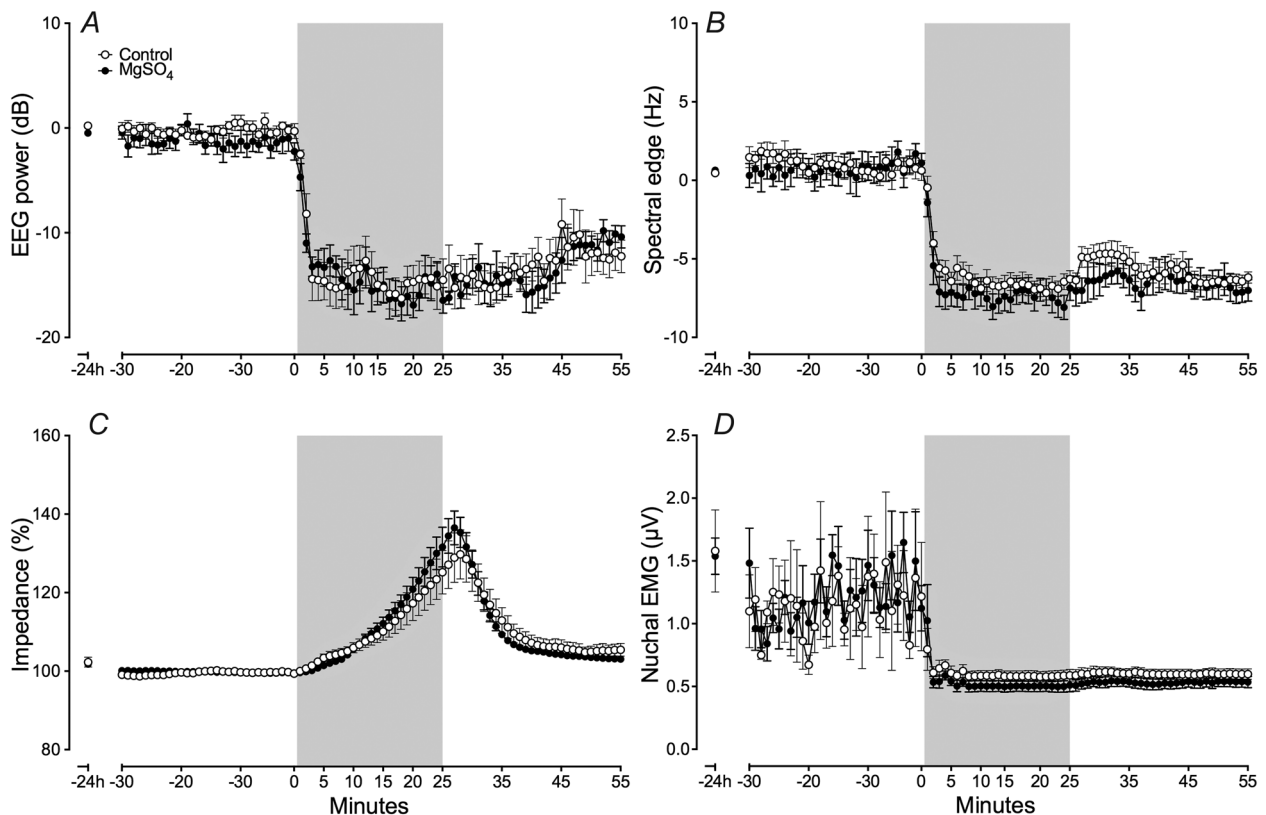 A
10
0
-10
-20
EEG power (dB)
Control
MgSO4
-24h -30 -20 -30 0 5 10 15 20 25 35 45 55
B
10
5
0
-5
-10
Spectral edge (Hz)
-24h -30 -20 -30 0 5 10 15 20 25 35 45 55
C
160
140
120
100
80
Impedance (%)
-24h -30 -20 -30 0 5 10 15 20 25 35 45 55
Minutes
D
2.5
2.0
1.5
1.0
0.5
0.0
Nuchal EMG (µV)
-24h -30 -20 -30 0 5 10 15 20 25 35 45 55
Minutes